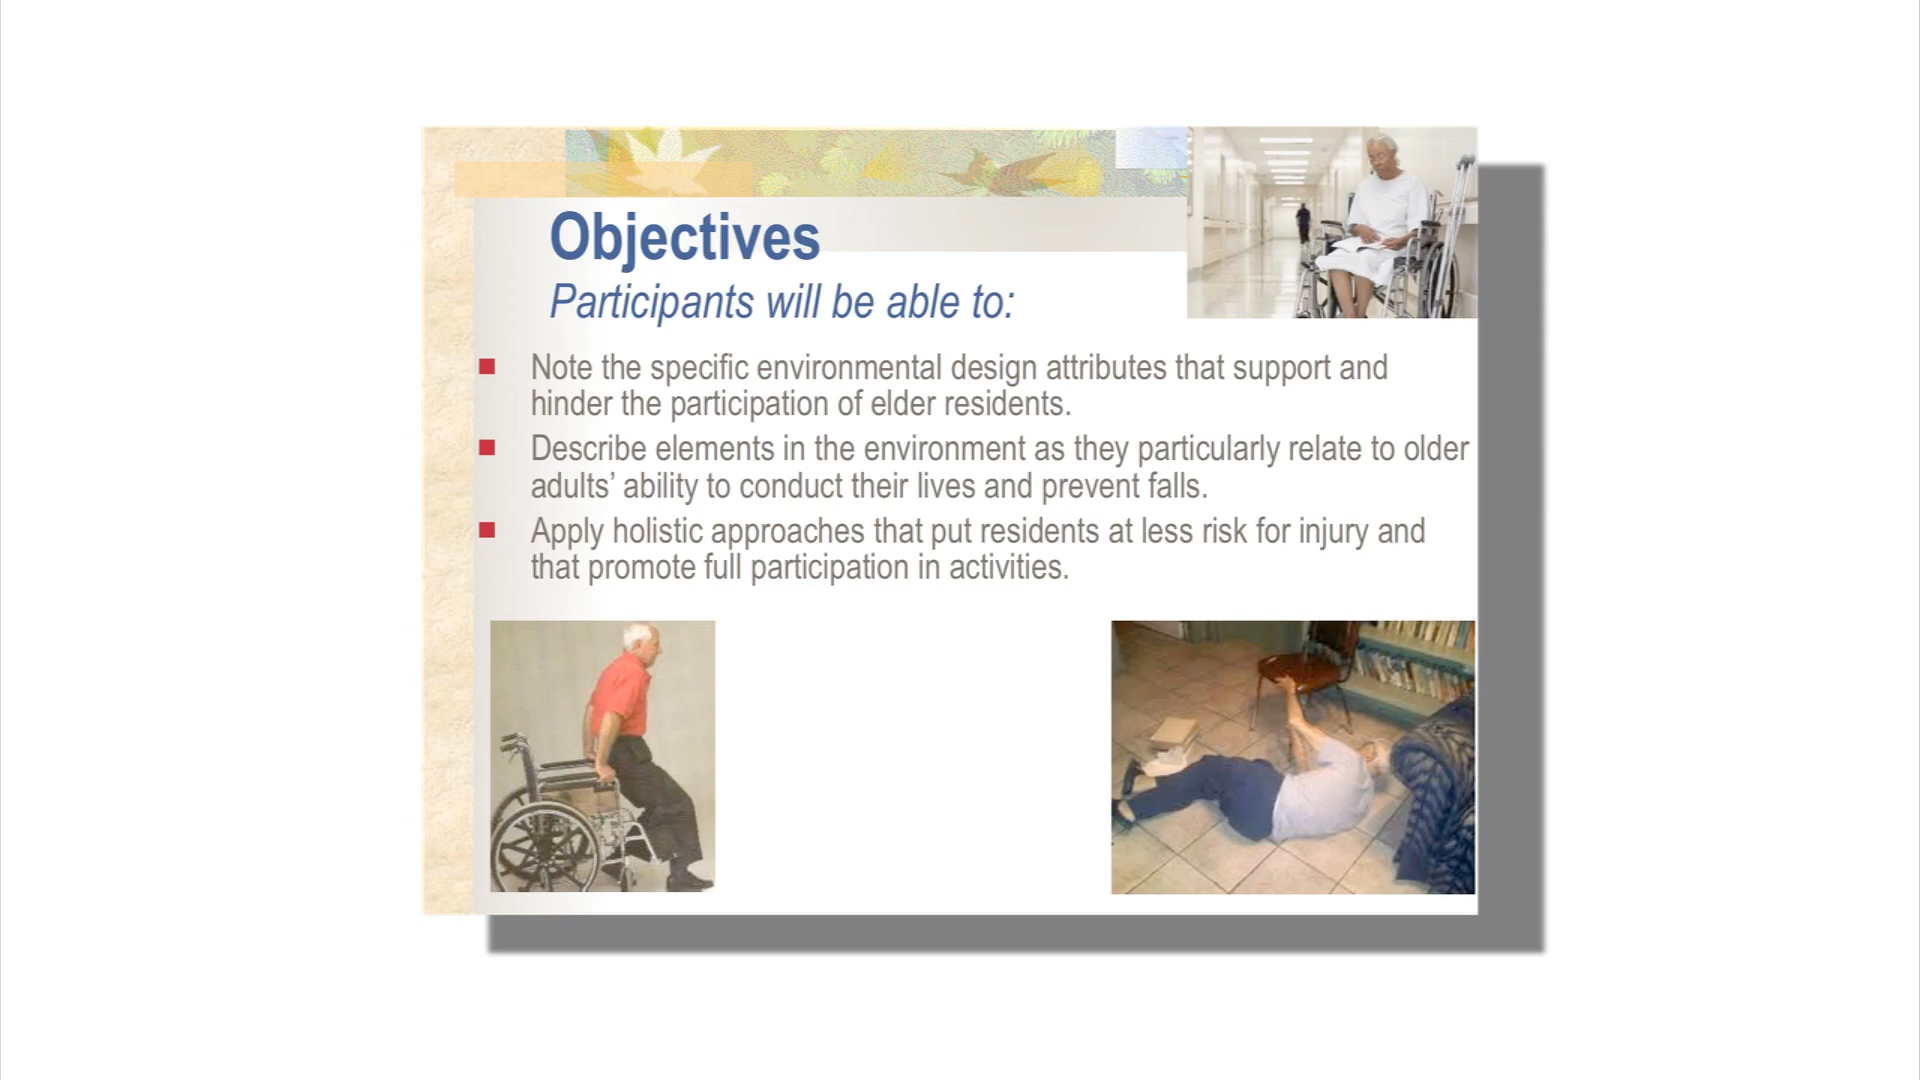 Objectives
Participants will be able to:
Note the specific environmental design attributes that support and
hinder the participation of elder residents.
Describe elements in the environment as they particularly relate to older
adults’ ability to conduct their lives and prevent falls.
Apply holistic approaches that put residents at less risk for injury and
that promote full participation in activities.